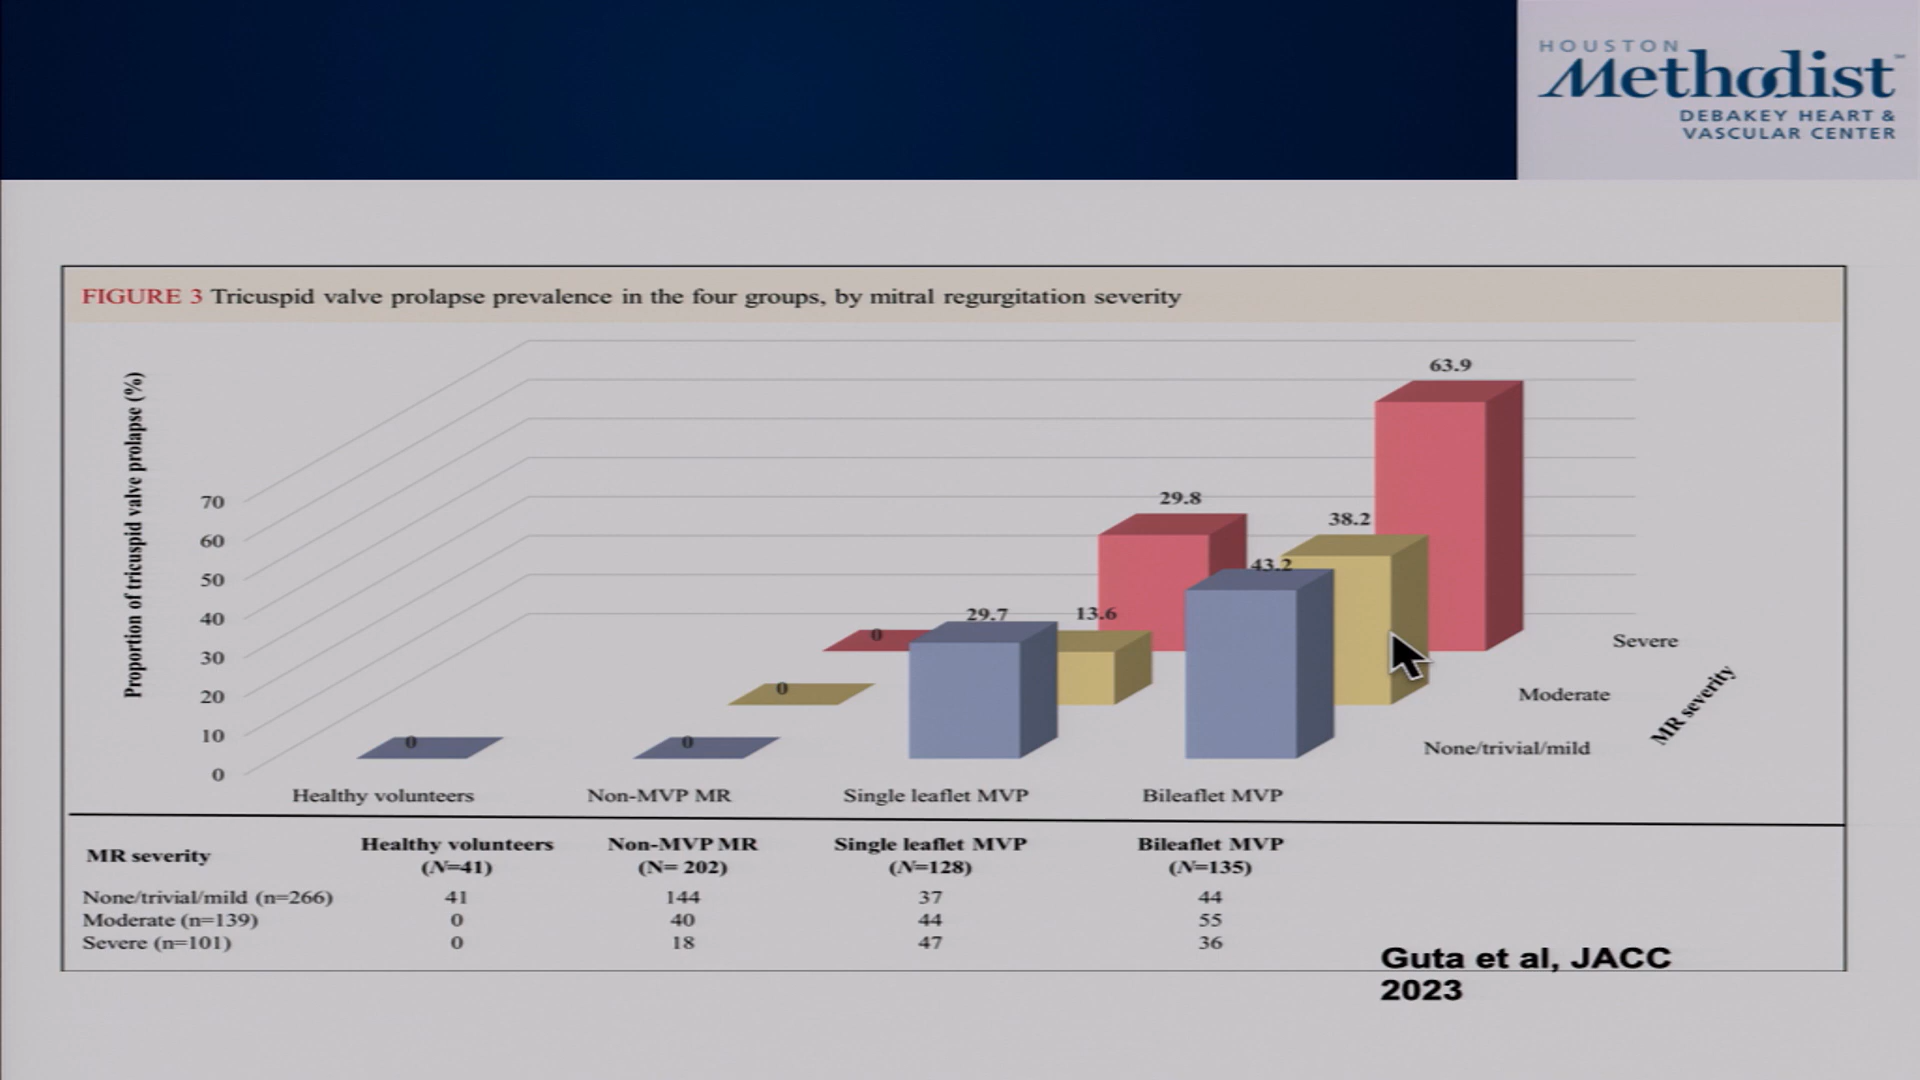 HOUSTON
Methodist
DEBAKEY HEART &
VASCULAR CENTER
FIGURE 3 Tricuspid valve prolapse prevalence in the four groups, by mitral regurgitation severity
Proportion of tricuspid valve prolapse (%)
70
60
50
40
30
20
10
0
63.9
29.8
38.2
43.2
29.7
13.6
0
0
0
0
Severe
Moderate
None/trivial/mild
MR severity
Healthy volunteers Non-MVP MR Single leaflet MVP Bileaflet MVP
MR severity Healthy volunteers (N=41) Non-MVP MR (N= 202) Single leaflet MVP (N=128) Bileaflet MVP (N=135)
None/trivial/mild (n=266) 41 144 37 44
Moderate (n=139) 0 40 44 55
Severe (n=101) 0 18 47 36
Guta et al, JACC
2023